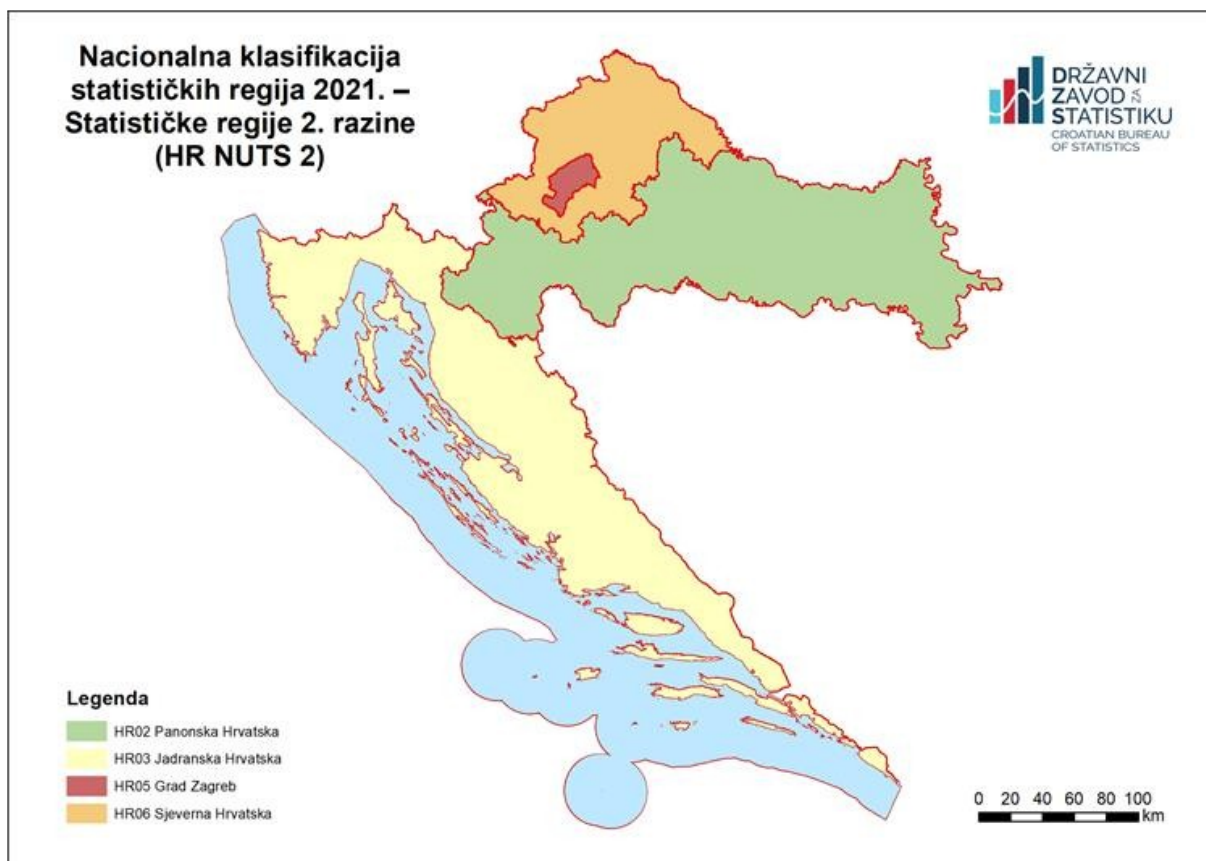 Nacionalna klasifikacija
statističkih regija 2021. –
Statističke regije 2. razine
(HR NUTS 2)
DRŽAVNI
ZAVOD ZA
STATISTIKU
CROATIAN BUREAU
OF STATISTICS
Legenda
HR02 Panonska Hrvatska
HR03 Jadranska Hrvatska
HR05 Grad Zagreb
HR06 Sjeverna Hrvatska
0 20 40 60 80 100
km